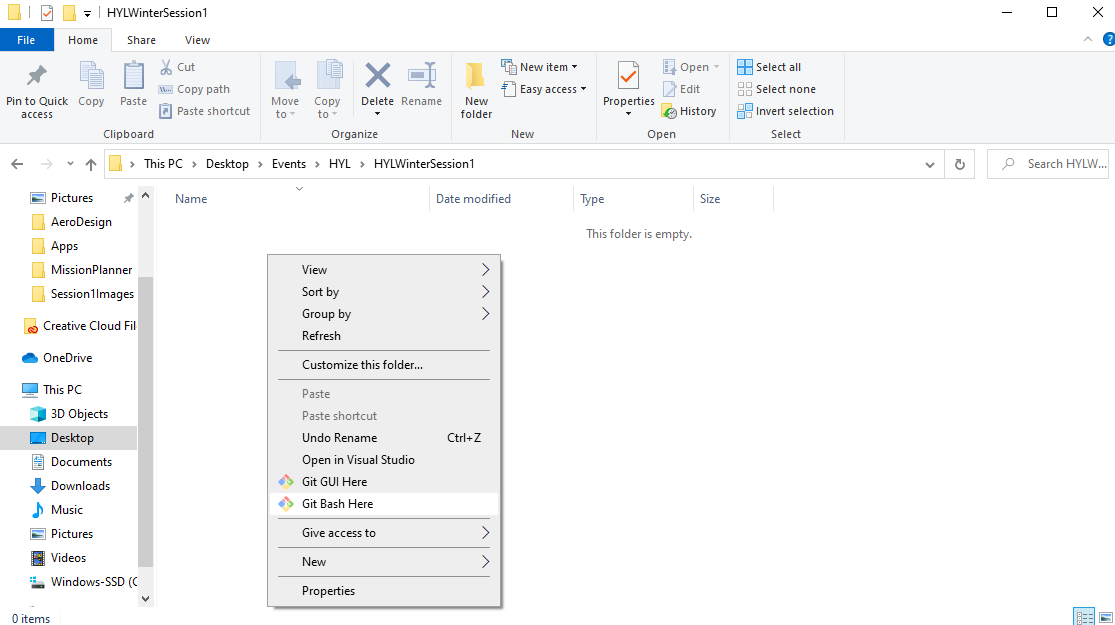 HYLWinterSession1
File Home Share View
Pin to Quick access
Copy
Paste
Cut
Copy path
Paste shortcut
Clipboard
Move to
Copy to
Delete
Rename
Organize
New folder
New item
Easy access
New
Properties
Open
Edit
History
Open
Select all
Select none
Invert selection
Select
This PC > Desktop > Events > HYL > HYLWinterSession1
Search HYLW...
Pictures
AeroDesign
Apps
MissionPlanner
Session1Images
Creative Cloud Fil
OneDrive
This PC
3D Objects
Desktop
Documents
Downloads
Music
Pictures
Videos
Windows-SSD (C
Name Date modified Type Size
This folder is empty.
View
Sort by
Group by
Refresh
Customize this folder...
Paste
Paste shortcut
Undo Rename Ctrl+Z
Open in Visual Studio
Git GUI Here
Git Bash Here
Give access to
New
Properties
0 items